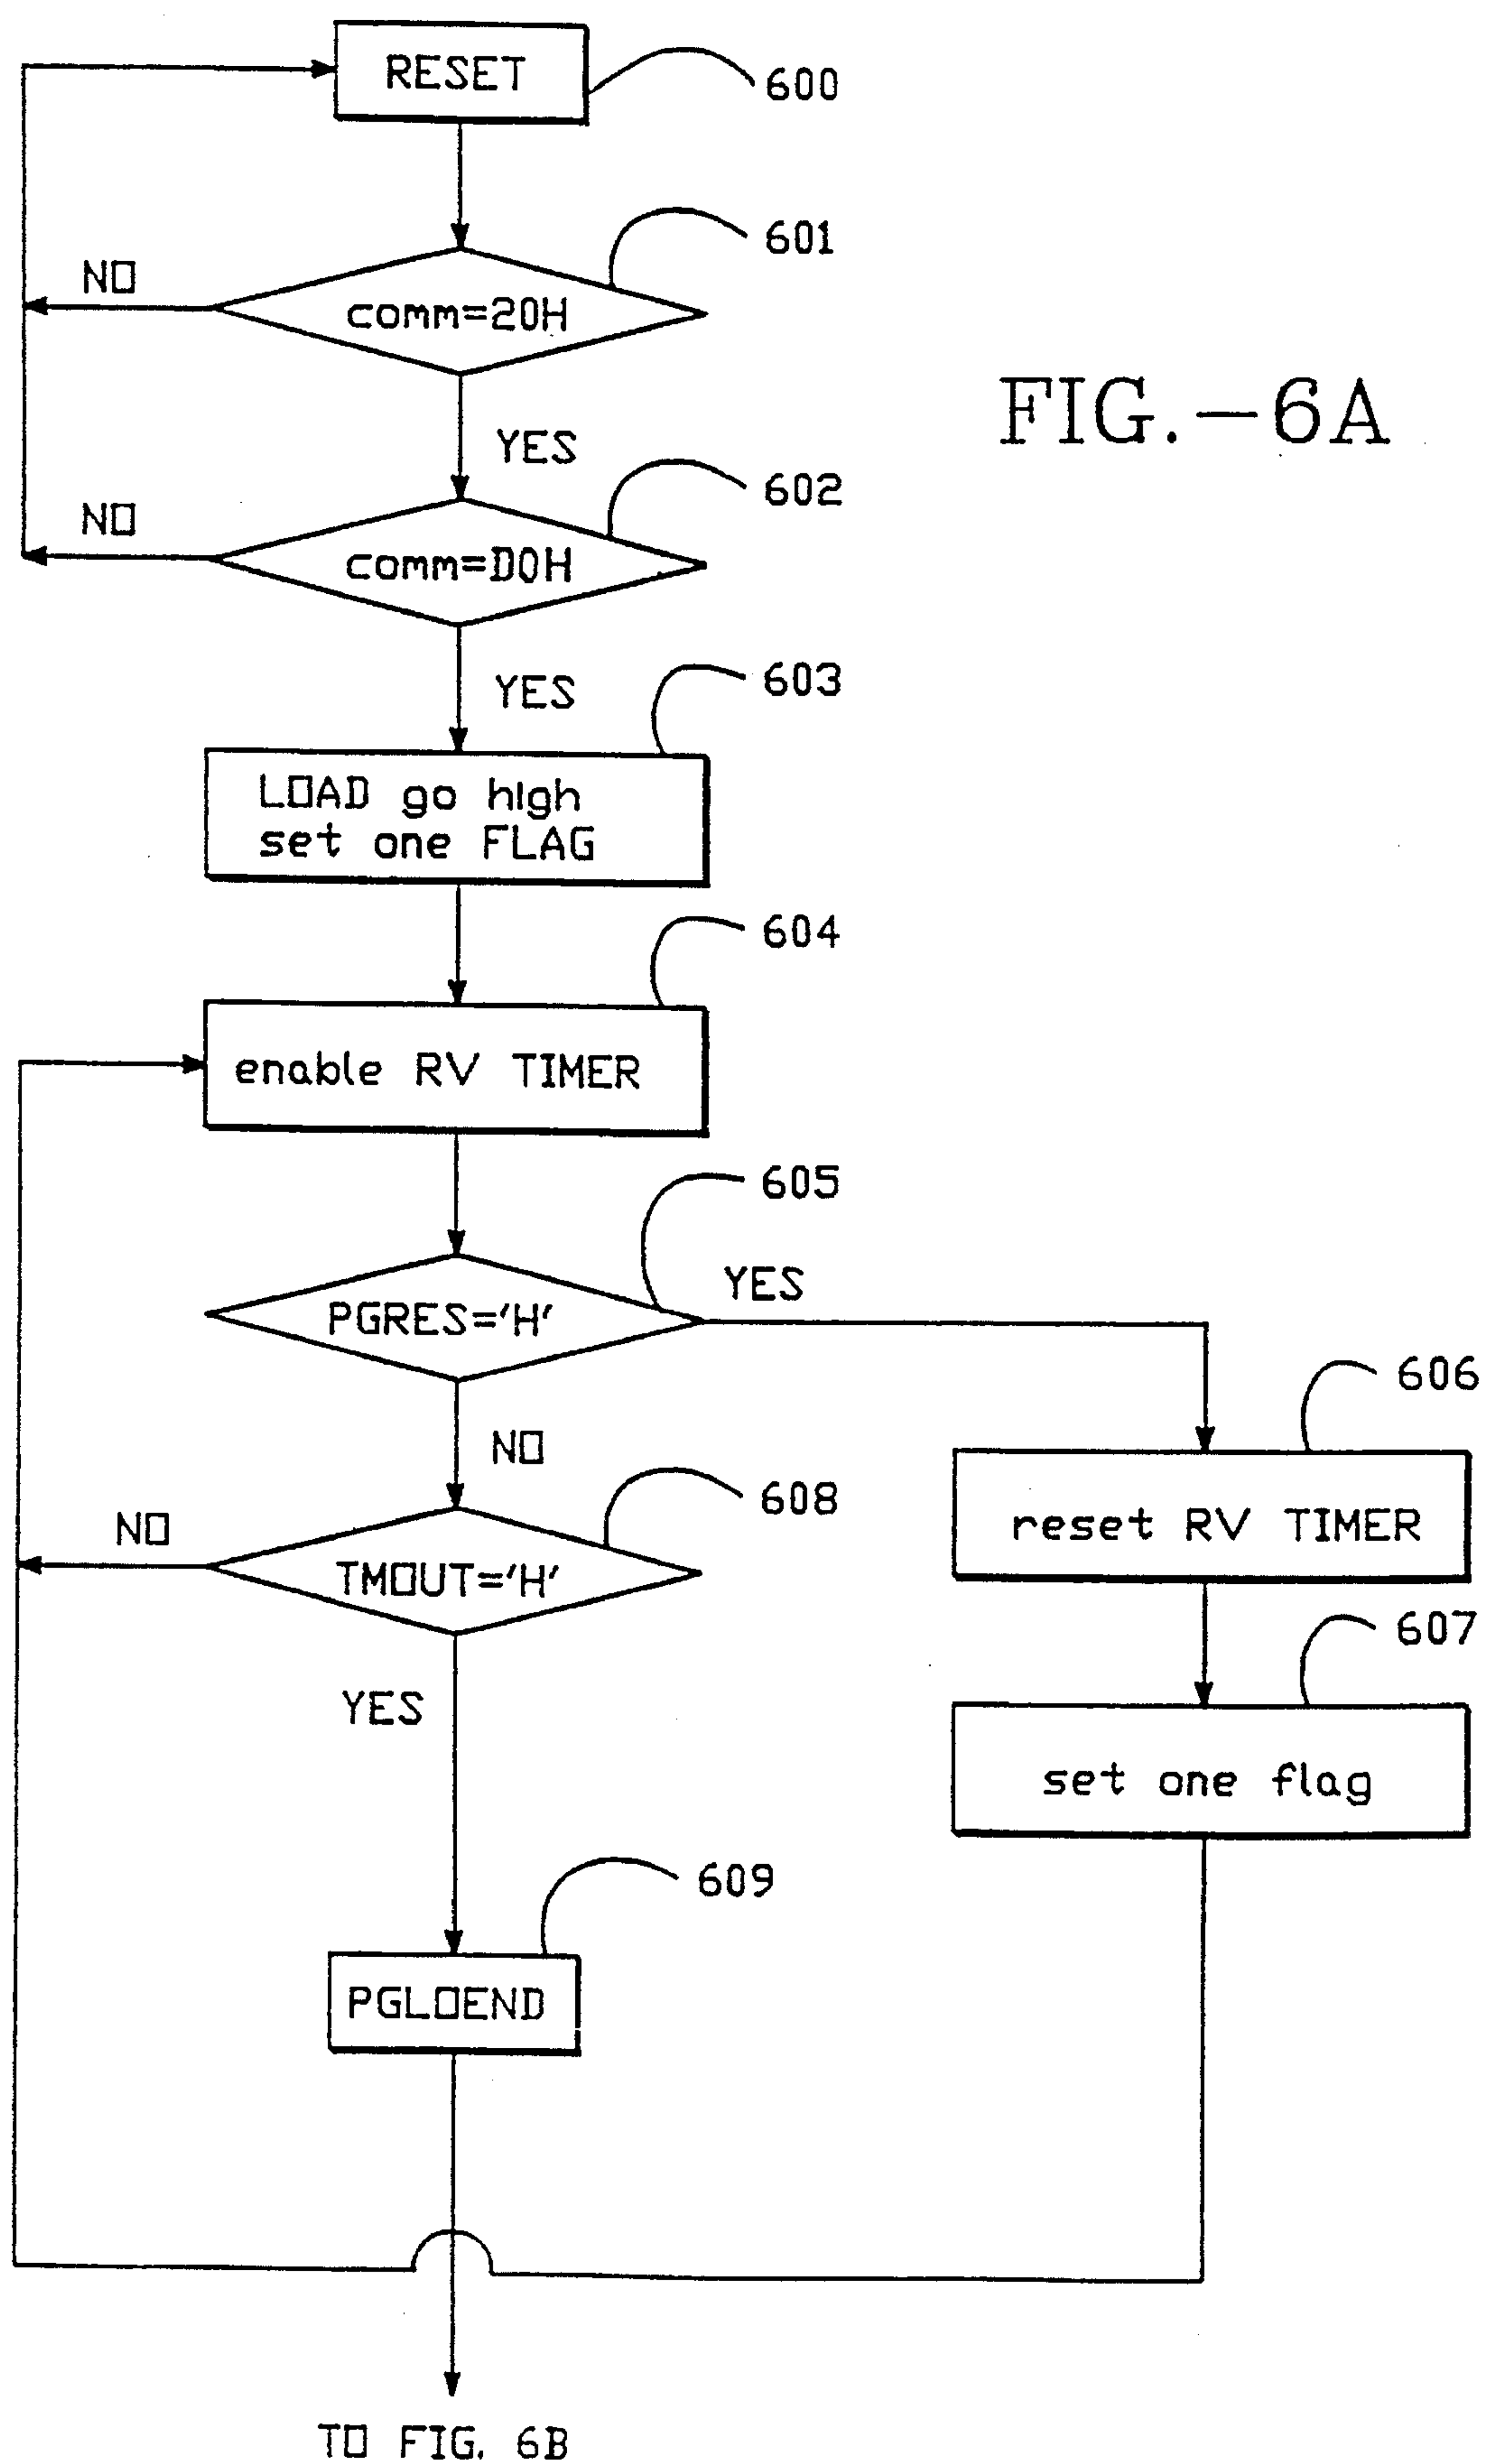 RESET
600
601
NO
comm=20H
FIG.-6A
YES
602
NO
comm=D0H
YES
603
LOAD go high
set one FLAG
604
enable RV TIMER
605
YES
PGRES='H'
606
NO
608
NO
reset RV TIMER
TMOUT='H'
607
YES
set one flag
609
PGLOEND
TO FIG. 6B